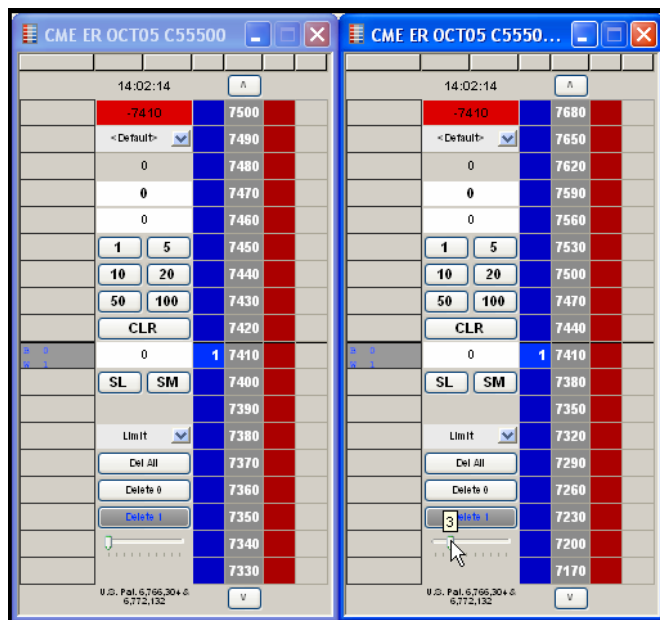 CME ER OCT05 C55500
14:02:14
^
-7410
7500
<Default>
7490
0
7480
0
7470
0
7460
1 5
7450
10 20
7440
50 100
7430
CLR
7420
B 0
W 1
0
1 7410
SL SM
7400
7390
Limit
7380
Del All
7370
Delete 0
7360
Delete 1
7350
7340
7330
U.S. Pat. 6,766,304 &
6,772,132
v
CME ER OCT05 C5550...
14:02:14
^
-7410
7680
<Default>
7650
0
7620
0
7590
0
7560
1 5
7530
10 20
7500
50 100
7470
CLR
7440
B 0
W 1
0
1 7410
SL SM
7380
7350
Limit
7320
Del All
7290
Delete 0
7260
3
elete 1
7230
7200
7170
U.S. Pat. 6,766,304 &
6,772,132
v